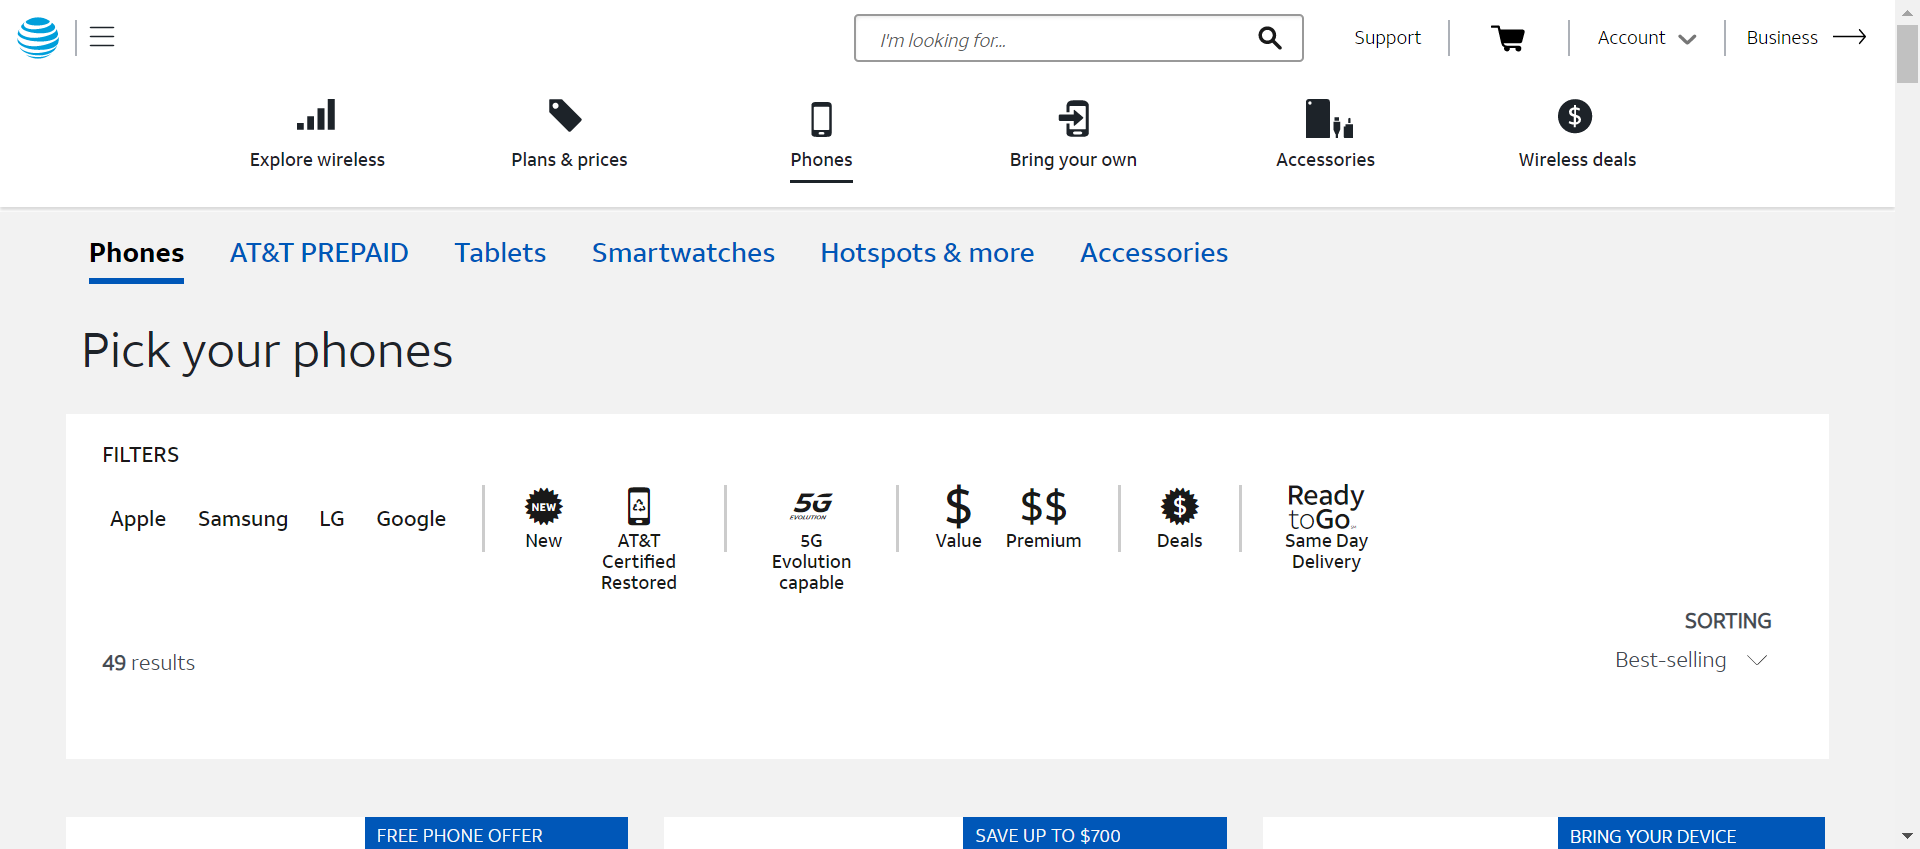 I'm looking for...
Support
Account
Business
Explore wireless
Plans & prices
Phones
Bring your own
Accessories
Wireless deals
Phones
AT&T PREPAID
Tablets
Smartwatches
Hotspots & more
Accessories
Pick your phones
FILTERS
Apple
Samsung
LG
Google
NEW
New
AT&T
Certified
Restored
5G
EVOLUTION
5G
Evolution
capable
$
Value
$$
Premium
$
Deals
Ready
toGo
Same Day
Delivery
SORTING
49 results
Best-selling
FREE PHONE OFFER
SAVE UP TO $700
BRING YOUR DEVICE